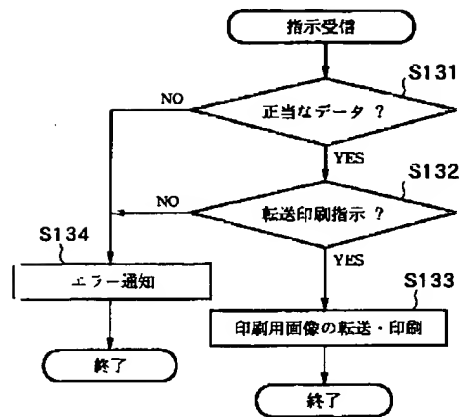 指示受信
S131
正当なデータ ?
NO
YES
S132
転送印刷指示 ?
NO
YES
S134
エラー通知
S133
印刷用画像の転送・印刷
終了
終了